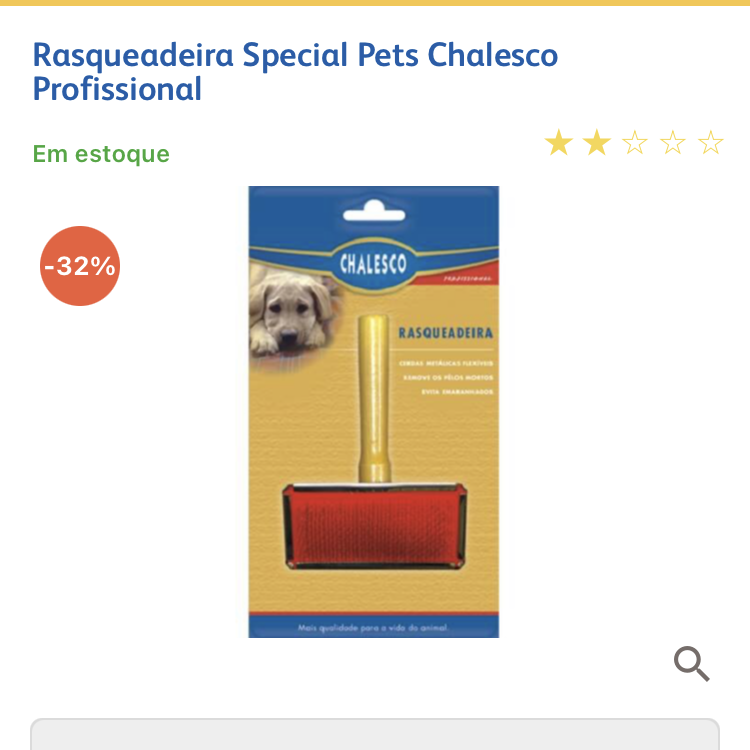 Rasqueadeira Special Pets Chalesco
Profissional
Em estoque
-32%
CHALESCO
PROFISSIONAL
RASQUEADEIRA
CERDAS METÁLICAS FLEXÍVEIS
REMOVE OS PÊLOS MORTOS
EVITA EMARANHADOS
Mais qualidade para a vida do animal.